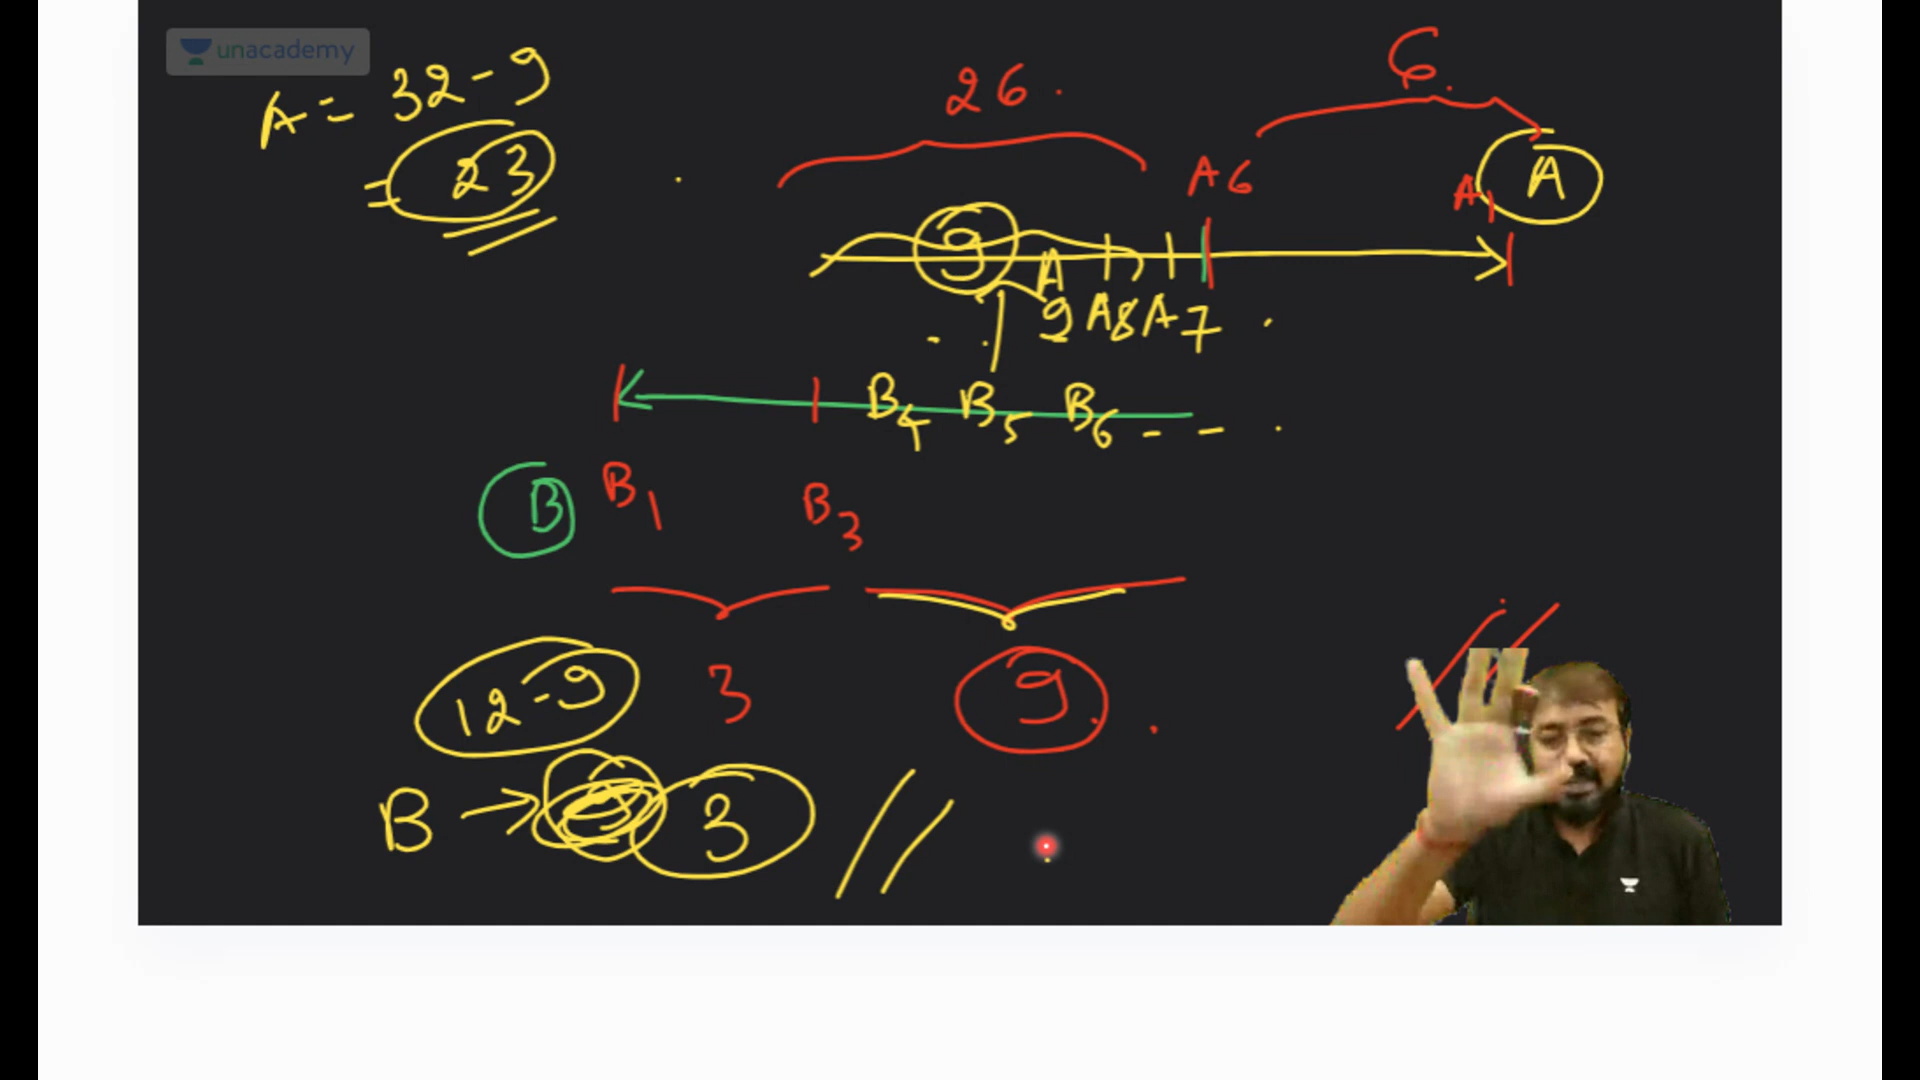 unacademy
A = 32 - 9
= 23
26.
6.
A6
A1
A
9
A9 A8 A7
B4 B5 B6 - -
B
B1
B3
12 - 9
3
9
B → 3 //